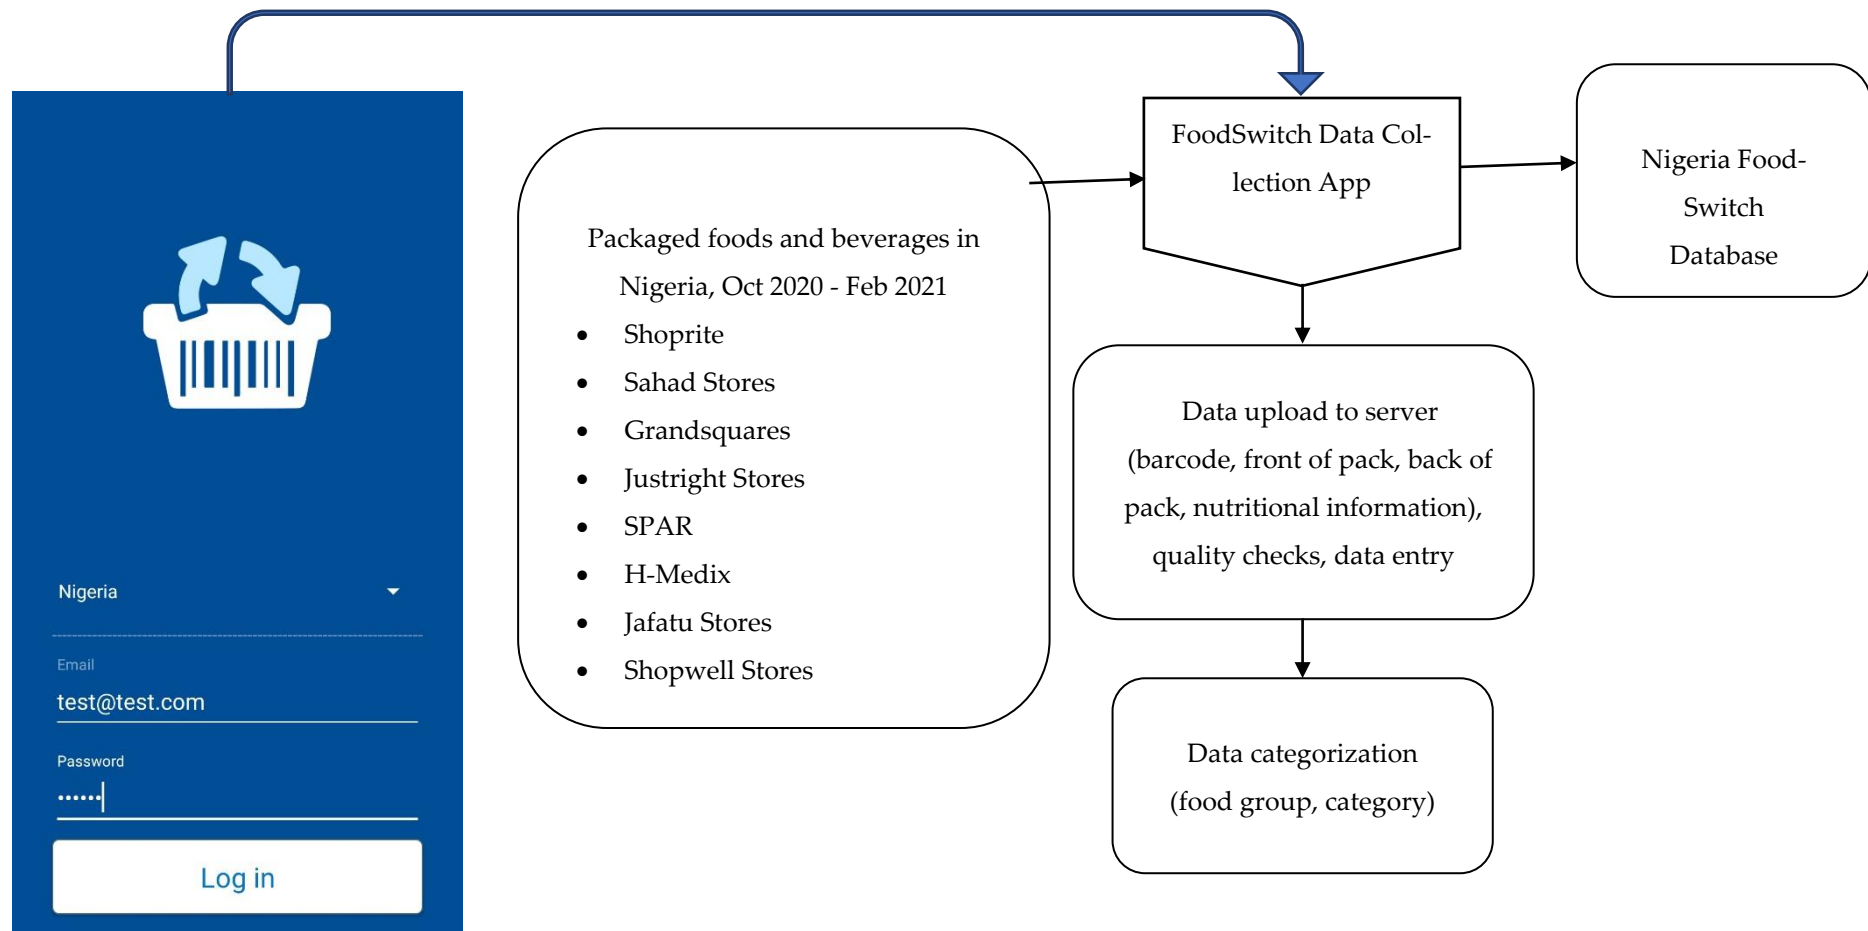 Nigeria
Email
test@test.com
Password
••••••
Log in
Packaged foods and beverages in
Nigeria, Oct 2020 - Feb 2021
• Shoprite
• Sahad Stores
• Grandsquares
• Justright Stores
• SPAR
• H-Medix
• Jafatu Stores
• Shopwell Stores
FoodSwitch Data Col-
lection App
Nigeria Food-
Switch
Database
Data upload to server
(barcode, front of pack, back of
pack, nutritional information),
quality checks, data entry
Data categorization
(food group, category)